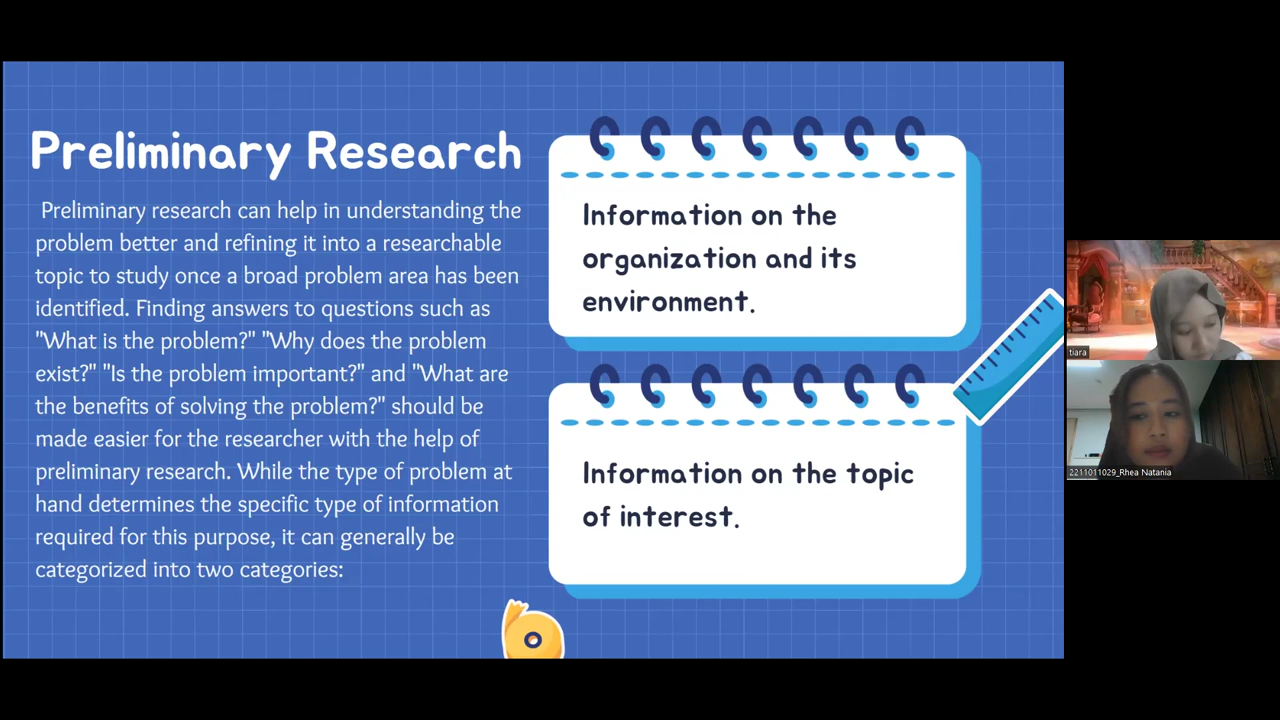 Preliminary Research
Preliminary research can help in understanding the
problem better and refining it into a researchable
topic to study once a broad problem area has been
identified. Finding answers to questions such as
"What is the problem?" "Why does the problem
exist?" "Is the problem important?" and "What are
the benefits of solving the problem?" should be
made easier for the researcher with the help of
preliminary research. While the type of problem at
hand determines the specific type of information
required for this purpose, it can generally be
categorized into two categories:
Information on the
organization and its
environment.
Information on the topic
of interest.
tiara
2211011029_Rhea Natania